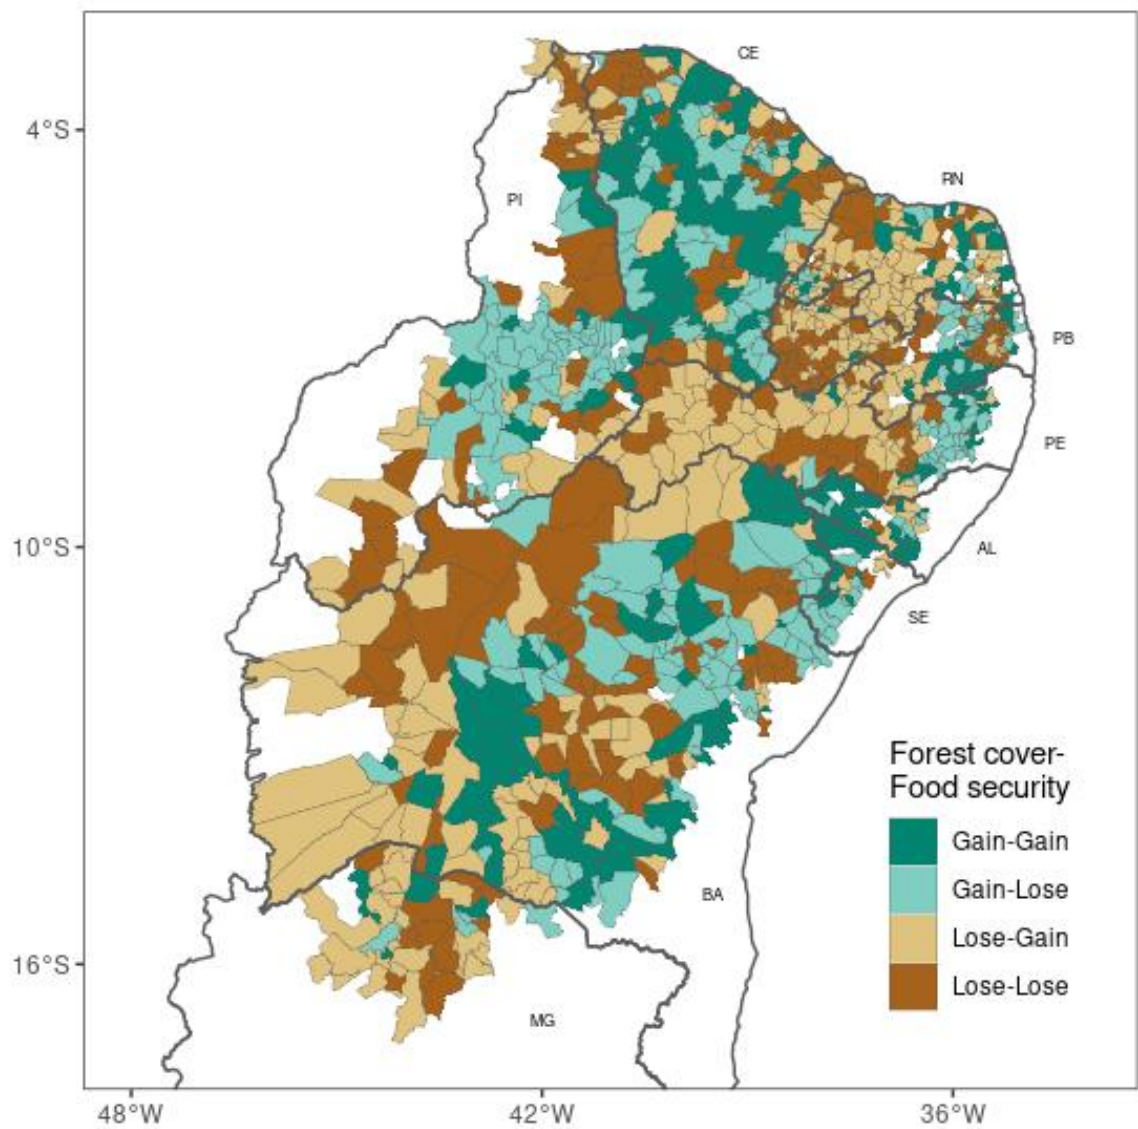 CE
4°S
RN
PI
PB
PE
10°S
AL
SE
Forest cover-
Food security
Gain-Gain
Gain-Lose
BA
Lose-Gain
16°S
Lose-Lose
MG
48°W
42°W
36°W